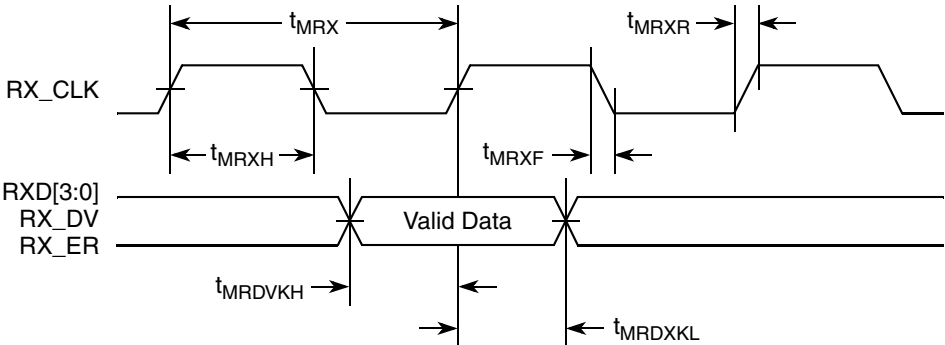 tMRX
tMRXR
RX_CLK
tMRXH
tMRXF
RXD[3:0]
RX_DV
Valid Data
RX_ER
tMRDVKH
tMRDXKL